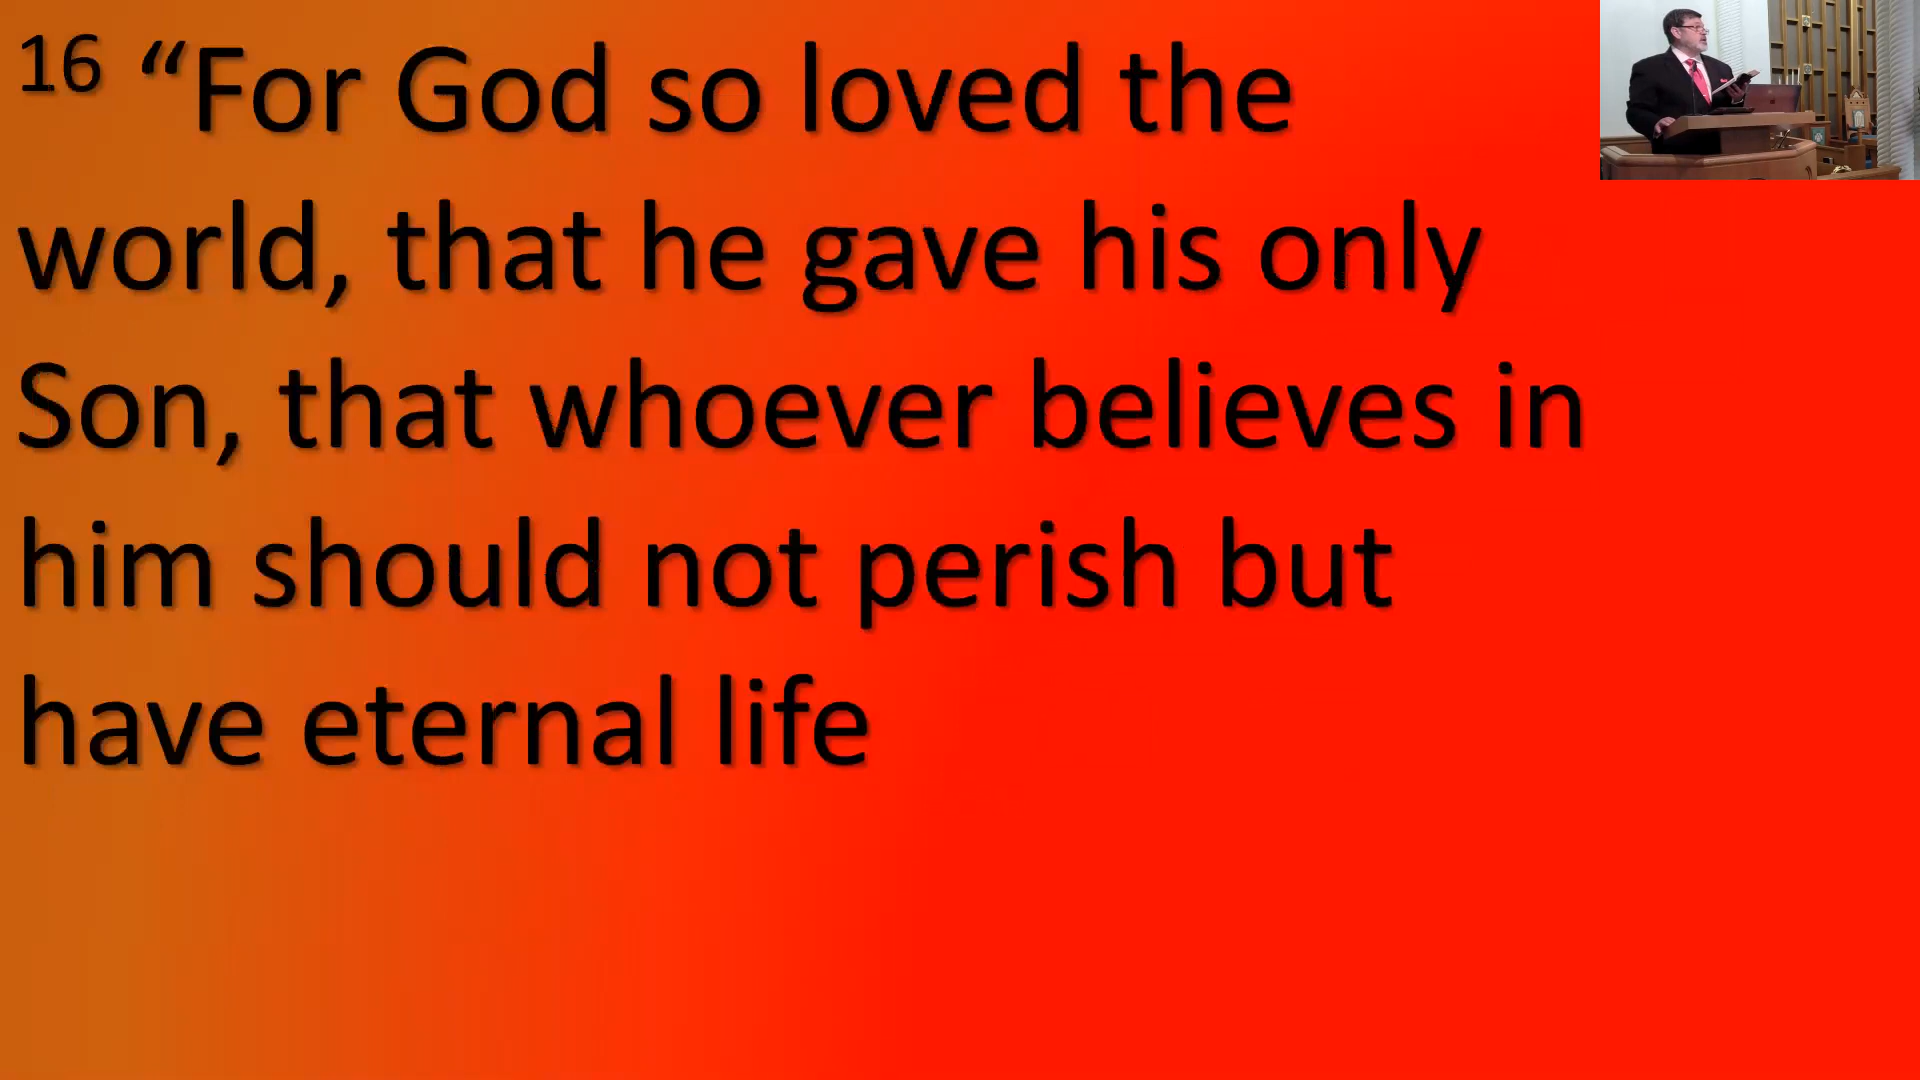 16 “For God so loved the
world, that he gave his only
Son, that whoever believes in
him should not perish but
have eternal life